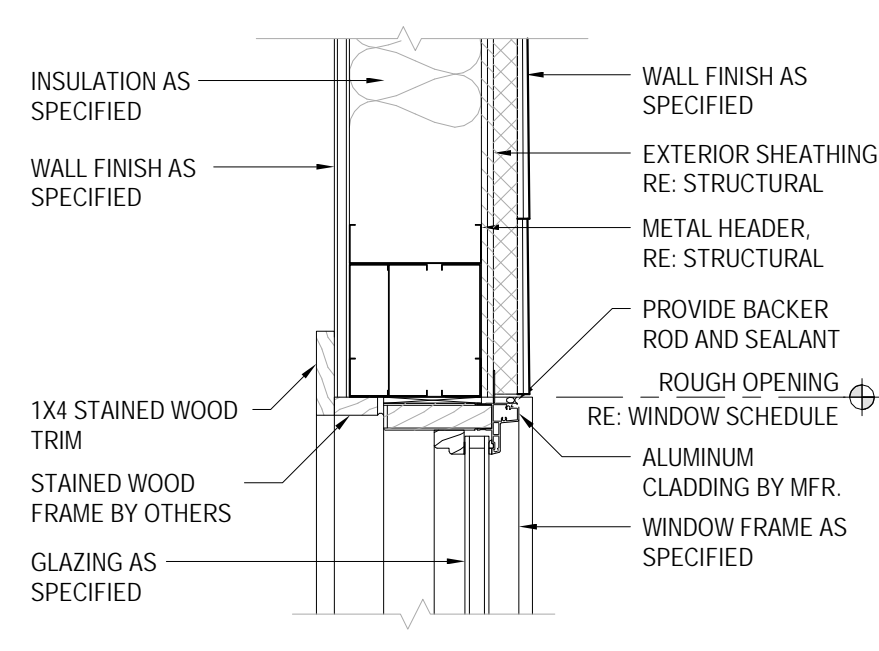 INSULATION AS
SPECIFIED
WALL FINISH AS
SPECIFIED
1X4 STAINED WOOD
TRIM
STAINED WOOD
FRAME BY OTHERS
GLAZING AS
SPECIFIED
WALL FINISH AS
SPECIFIED
EXTERIOR SHEATHING
RE: STRUCTURAL
METAL HEADER,
RE: STRUCTURAL
PROVIDE BACKER
ROD AND SEALANT
ROUGH OPENING
RE: WINDOW SCHEDULE
ALUMINUM
CLADDING BY MFR.
WINDOW FRAME AS
SPECIFIED